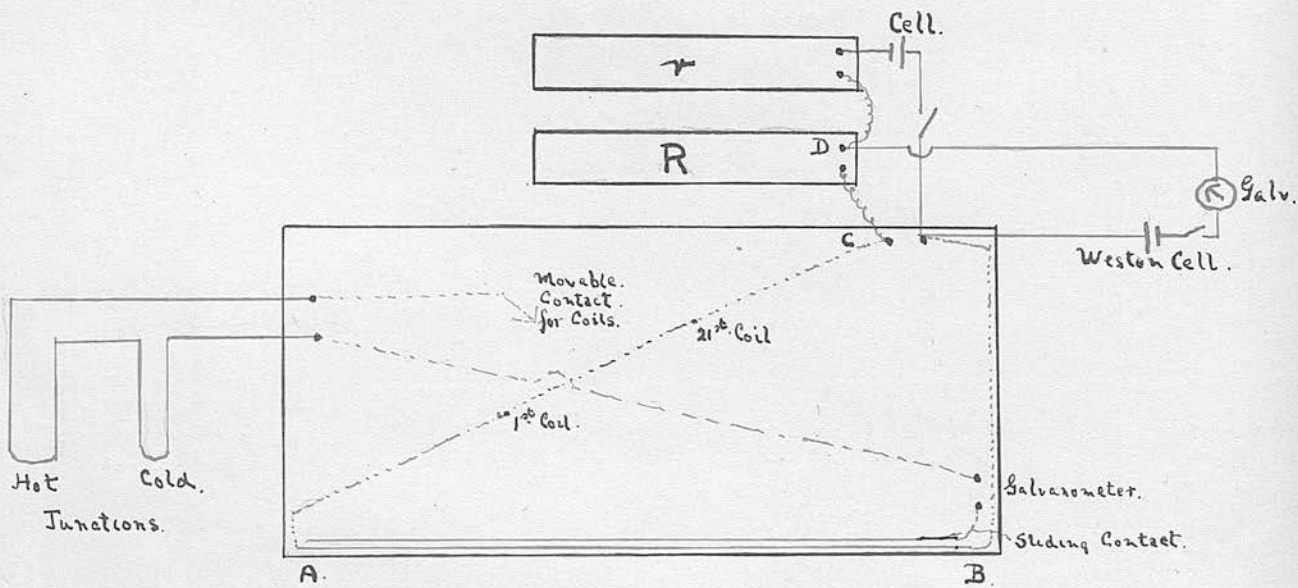 Cell.
r
R
D
Galv.
C
Weston Cell.
Movable.
Contact.
for Coils.
21st Coil
1st Coil.
Hot
Cold.
Junctions.
Galvanometer.
Sliding Contact.
A.
B.